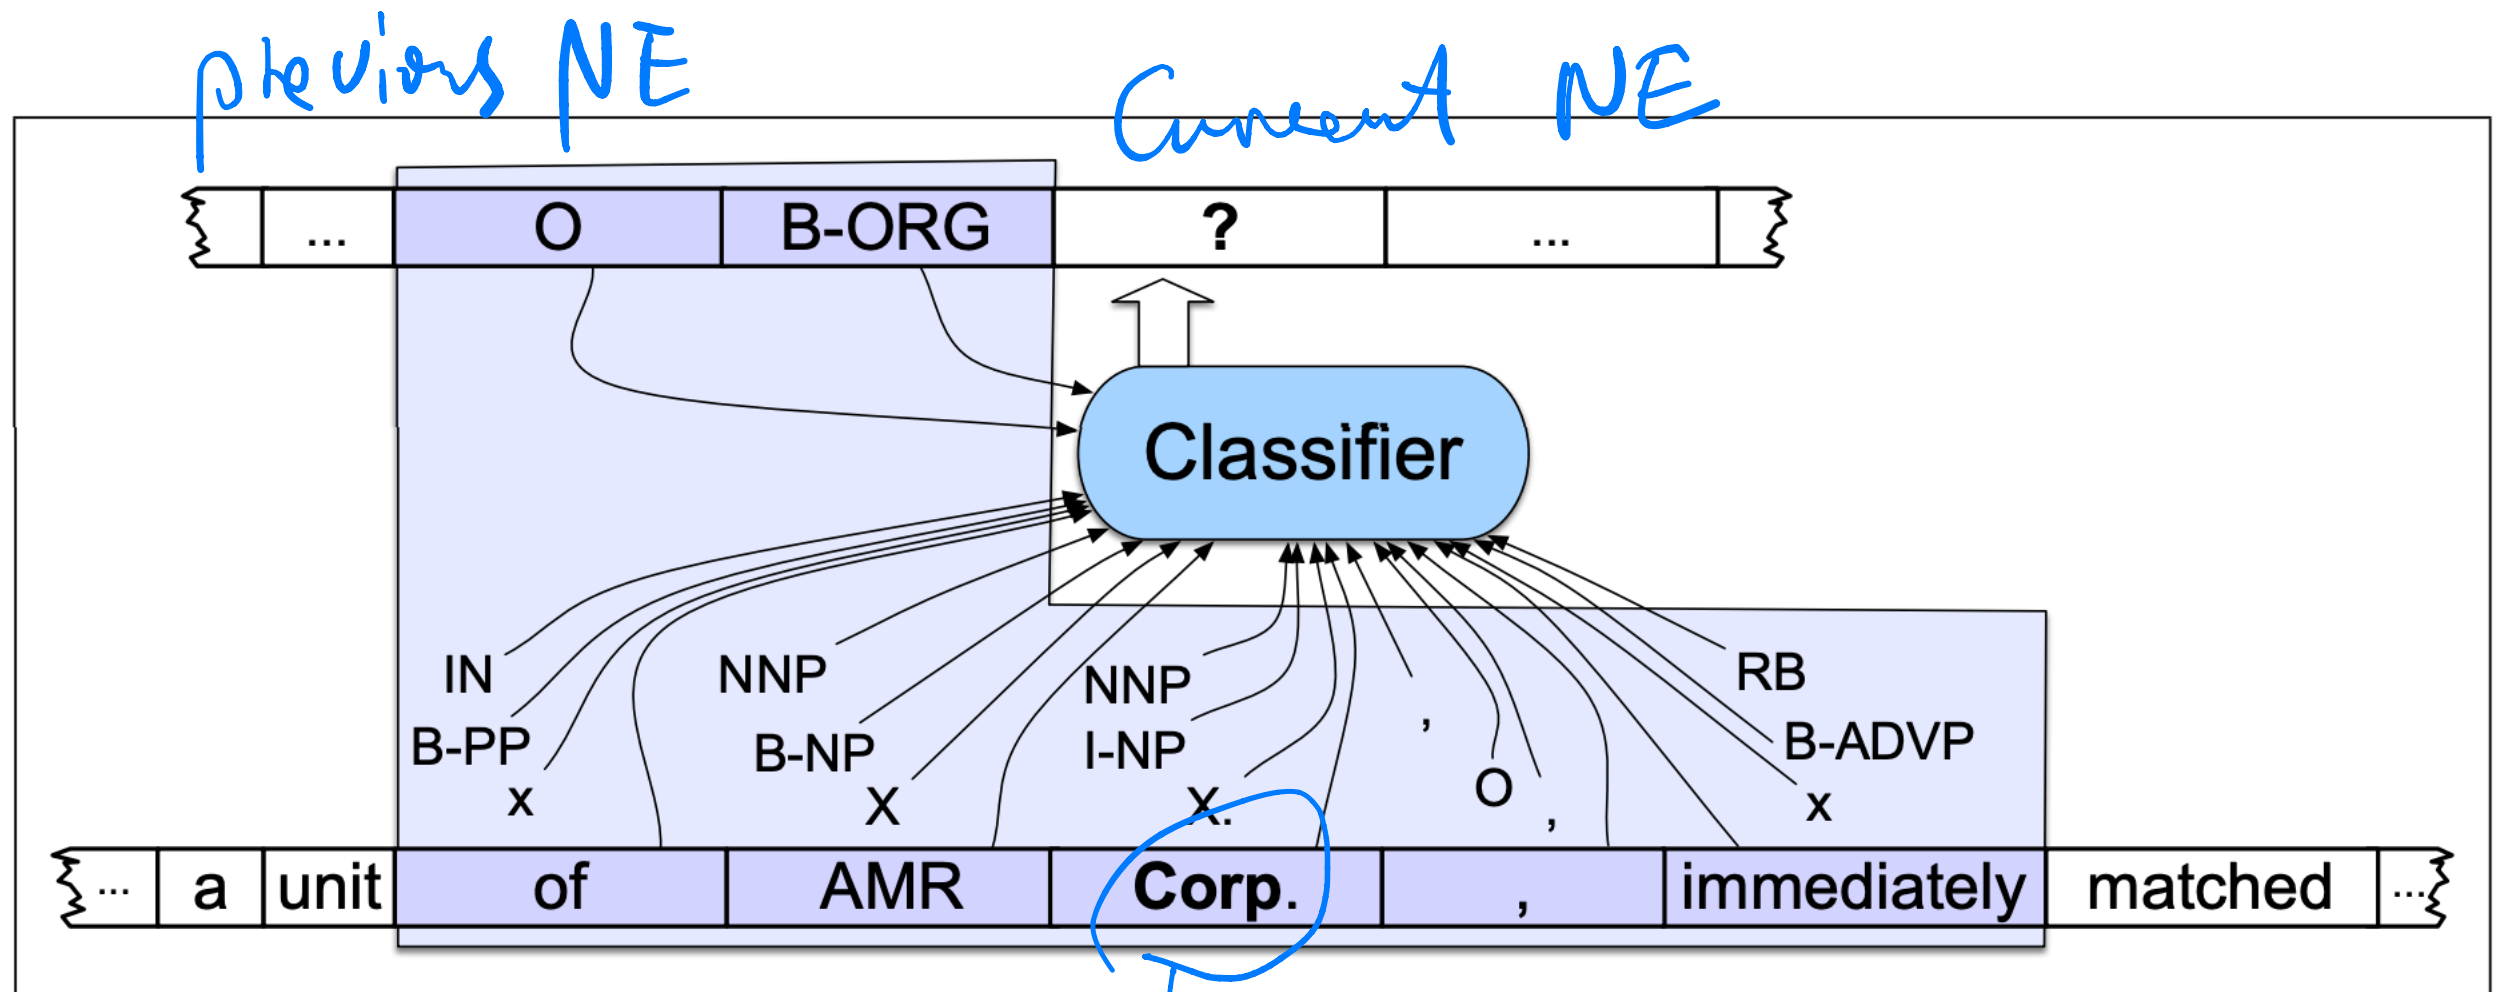 previous NE
Current NE
... O B-ORG ? ...
Classifier
IN NNP NNP , RB
B-PP B-NP I-NP O B-ADVP
x X X. , x
... a unit of AMR Corp. , immediately matched ...